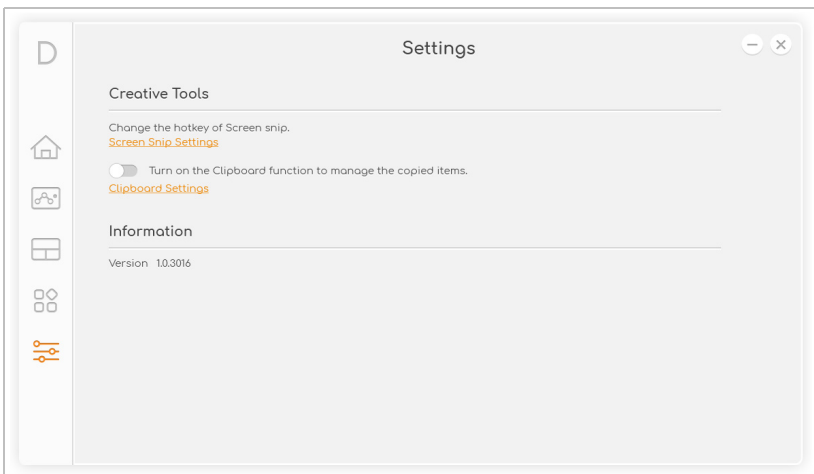 D
Settings
Creative Tools
Change the hotkey of Screen snip.
Screen Snip Settings
Turn on the Clipboard function to manage the copied items.
Clipboard Settings
Information
Version 1.0.3016